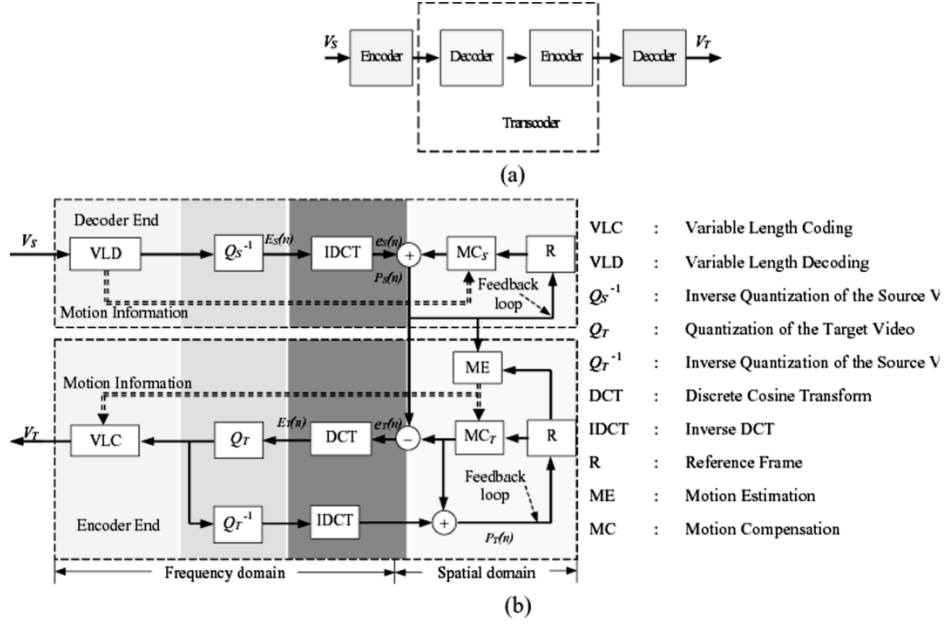 V_S
Encoder
Decoder
Encoder
Decoder
V_T
Transcoder
(a)
Decoder End
V_S
VLD
Q_S^-1
E_S(n)
IDCT
e_S(n)
+
P_S(n)
MC_S
R
Feedback
loop
Motion Information
ME
Motion Information
V_T
VLC
Q_T
E_T(n)
DCT
e_T(n)
−
MC_T
R
Feedback
loop
Encoder End
Q_T^-1
IDCT
+
P_T(n)
Frequency domain
Spatial domain
(b)
VLC : Variable Length Coding
VLD : Variable Length Decoding
Q_S^-1 : Inverse Quantization of the Source V
Q_T : Quantization of the Target Video
Q_T^-1 : Inverse Quantization of the Source V
DCT : Discrete Cosine Transform
IDCT : Inverse DCT
R : Reference Frame
ME : Motion Estimation
MC : Motion Compensation